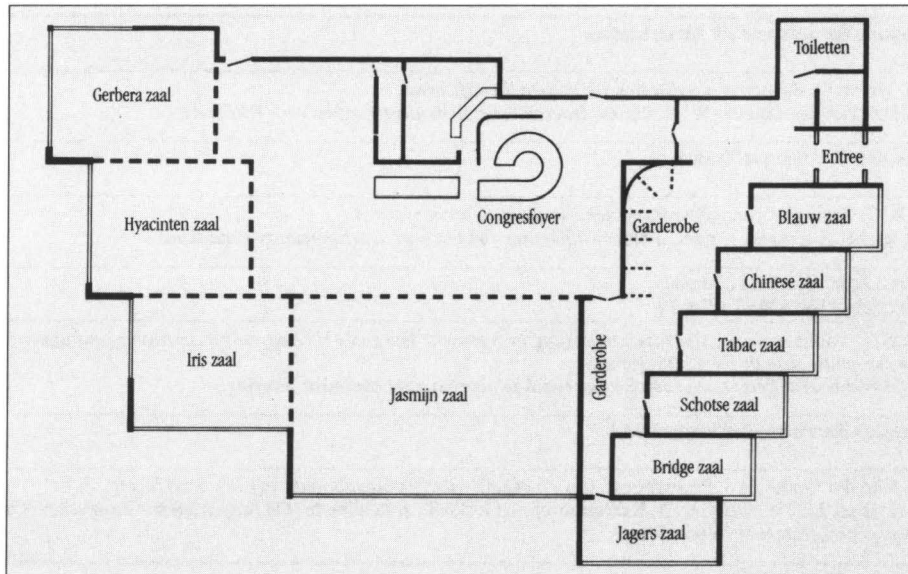 Toiletten
Gerbera zaal
Entree
Hyacinten zaal
Congresfoyer
Garderobe
Blauw zaal
Chinese zaal
Iris zaal
Jasmijn zaal
Garderobe
Tabac zaal
Schotse zaal
Bridge zaal
Jagers zaal